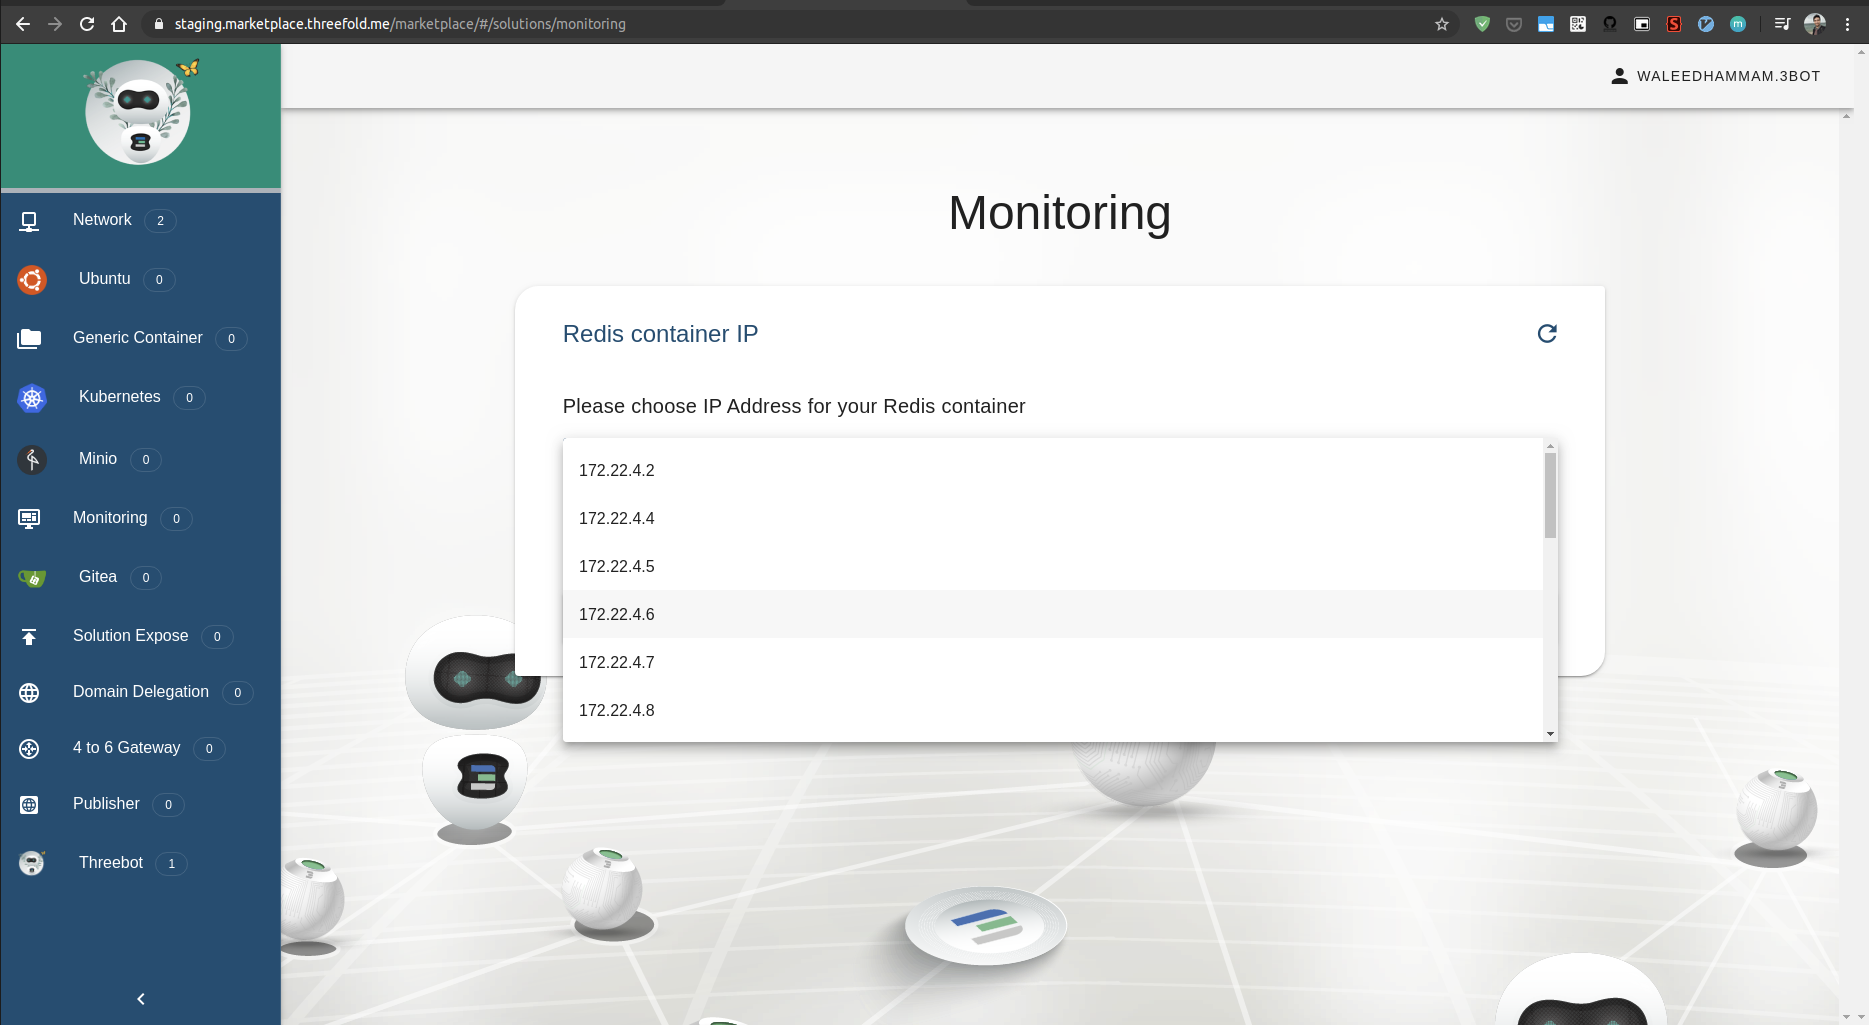 staging.marketplace.threefold.me/marketplace/#/solutions/monitoring
WALEEDHAMMAM.3BOT
Network 2
Ubuntu 0
Generic Container 0
Kubernetes 0
Minio 0
Monitoring 0
Gitea 0
Solution Expose 0
Domain Delegation 0
4 to 6 Gateway 0
Publisher 0
Threebot 1
Monitoring
Redis container IP
Please choose IP Address for your Redis container
172.22.4.2
172.22.4.4
172.22.4.5
172.22.4.6
172.22.4.7
172.22.4.8